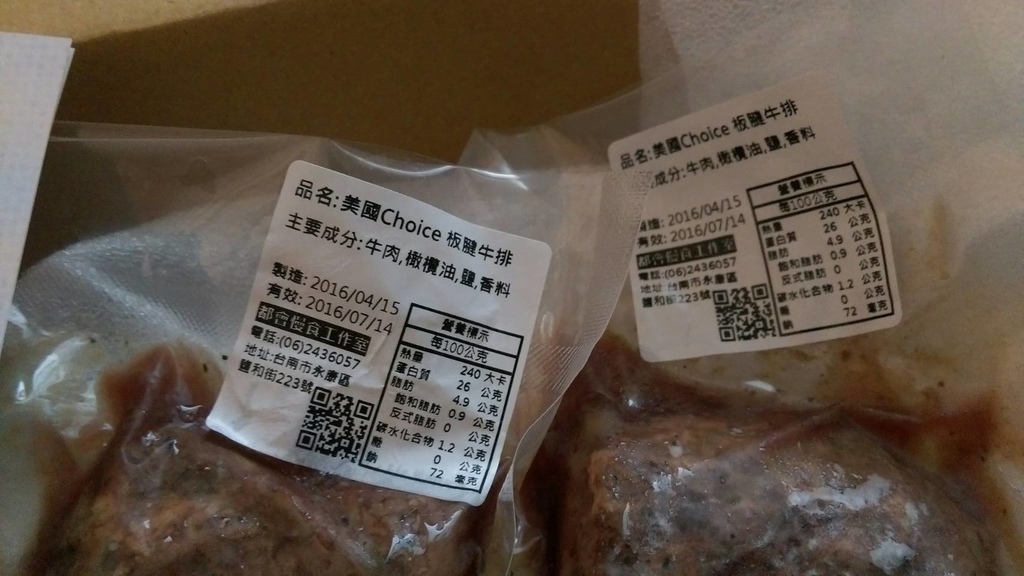 品名:美國Choice 板腱牛排
主要成分:牛肉,橄欖油,鹽,香料
製造: 2016/04/15
有效: 2016/07/14
都會慢食工作室
電話:(06)2436057
地址:台南市永康區
鹽和街223號
營養標示
每100公克
熱量 240 大卡
蛋白質 26 公克
脂肪 4.9 公克
飽和脂肪 0.9 公克
反式脂肪 0 公克
碳水化合物 1.2 公克
糖 0 公克
鈉 72 毫克
品名:美國Choice 板腱牛排
成分:牛肉,橄欖油,鹽,香料
製造: 2016/04/15
有效: 2016/07/14
都會慢食工作室
電話:(06)2436057
地址:台南市永康區
鹽和街223號
營養標示
每100公克
熱量 240 大卡
蛋白質 26 公克
脂肪 4.9 公克
飽和脂肪 0.9 公克
反式脂肪 0 公克
碳水化合物 1.2 公克
0 公克
鈉 72 毫克